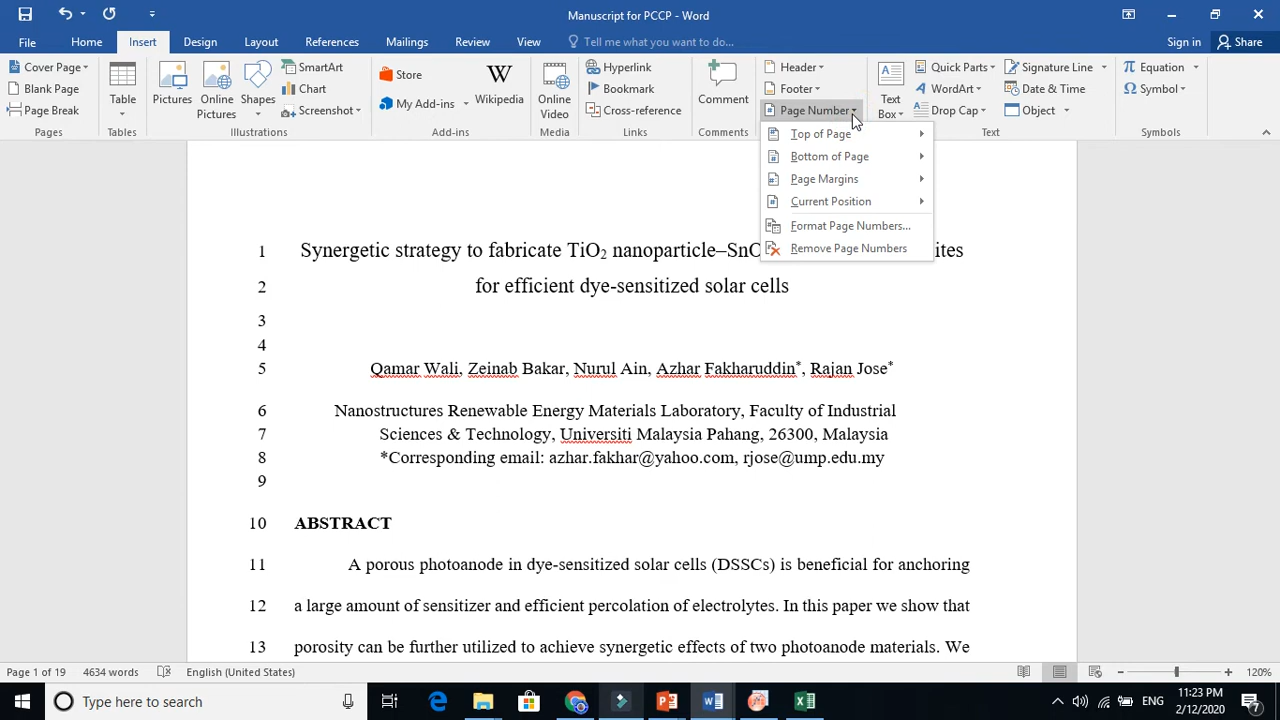 Manuscript for PCCP - Word
File Home Insert Design Layout References Mailings Review View Tell me what you want to do... Sign in Share
Cover Page
Blank Page
Page Break
Pages
Table
Tables
Pictures
Online Pictures
Shapes
SmartArt
Chart
Screenshot
Illustrations
Store
My Add-ins
Wikipedia
Add-ins
Online Video
Media
Hyperlink
Bookmark
Cross-reference
Links
Comment
Comments
Header
Footer
Page Number
Text Box
Quick Parts
WordArt
Drop Cap
Signature Line
Date & Time
Object
Text
Equation
Symbol
Symbols
Top of Page
Bottom of Page
Page Margins
Current Position
Format Page Numbers...
Remove Page Numbers
1 Synergetic strategy to fabricate TiO2 nanoparticle–SnO ites
2 for efficient dye-sensitized solar cells
3
4
5 Qamar Wali, Zeinab Bakar, Nurul Ain, Azhar Fakharuddin*, Rajan Jose*
6 Nanostructures Renewable Energy Materials Laboratory, Faculty of Industrial
7 Sciences & Technology, Universiti Malaysia Pahang, 26300, Malaysia
8 *Corresponding email: azhar.fakhar@yahoo.com, rjose@ump.edu.my
9
10 ABSTRACT
11 A porous photoanode in dye-sensitized solar cells (DSSCs) is beneficial for anchoring
12 a large amount of sensitizer and efficient percolation of electrolytes. In this paper we show that
13 porosity can be further utilized to achieve synergetic effects of two photoanode materials. We
Page 1 of 19 4634 words English (United States) 120%
Type here to search
ENG
11:23 PM
2/12/2020
7